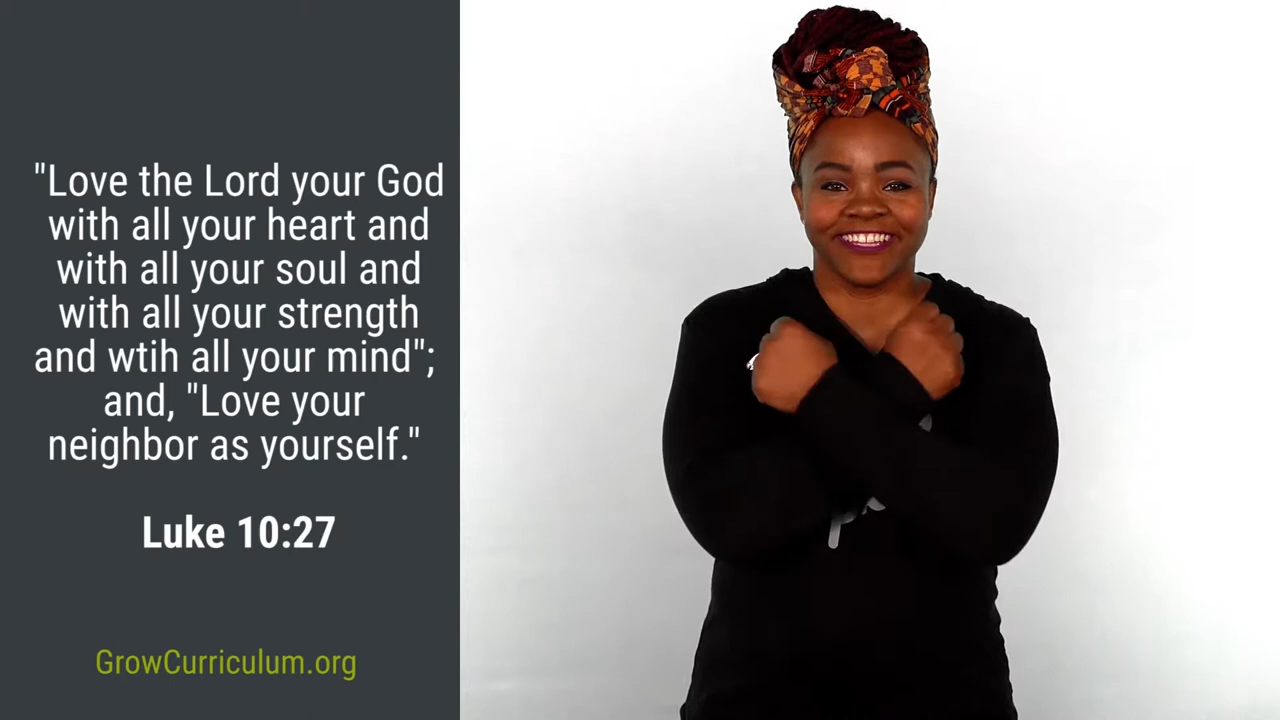 "Love the Lord your God
with all your heart and
with all your soul and
with all your strength
and wtih all your mind";
and, "Love your
neighbor as yourself."
Luke 10:27
GrowCurriculum.org